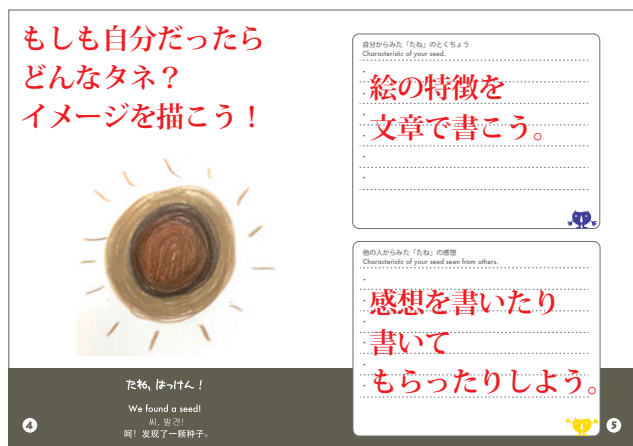 もしも自分だったら
どんなタネ？
イメージを描こう！
たね、はっけん！
We found a seed!
씨, 발견!
呵！发现了一颗种子。
4
自分からみた「たね」のとくちょう
Characteristic of your seed.
絵の特徴を
文章で書こう。
他の人からみた「たね」の感想
Characteristic of your seed seen from others.
感想を書いたり
書いて
もらったりしよう。
5